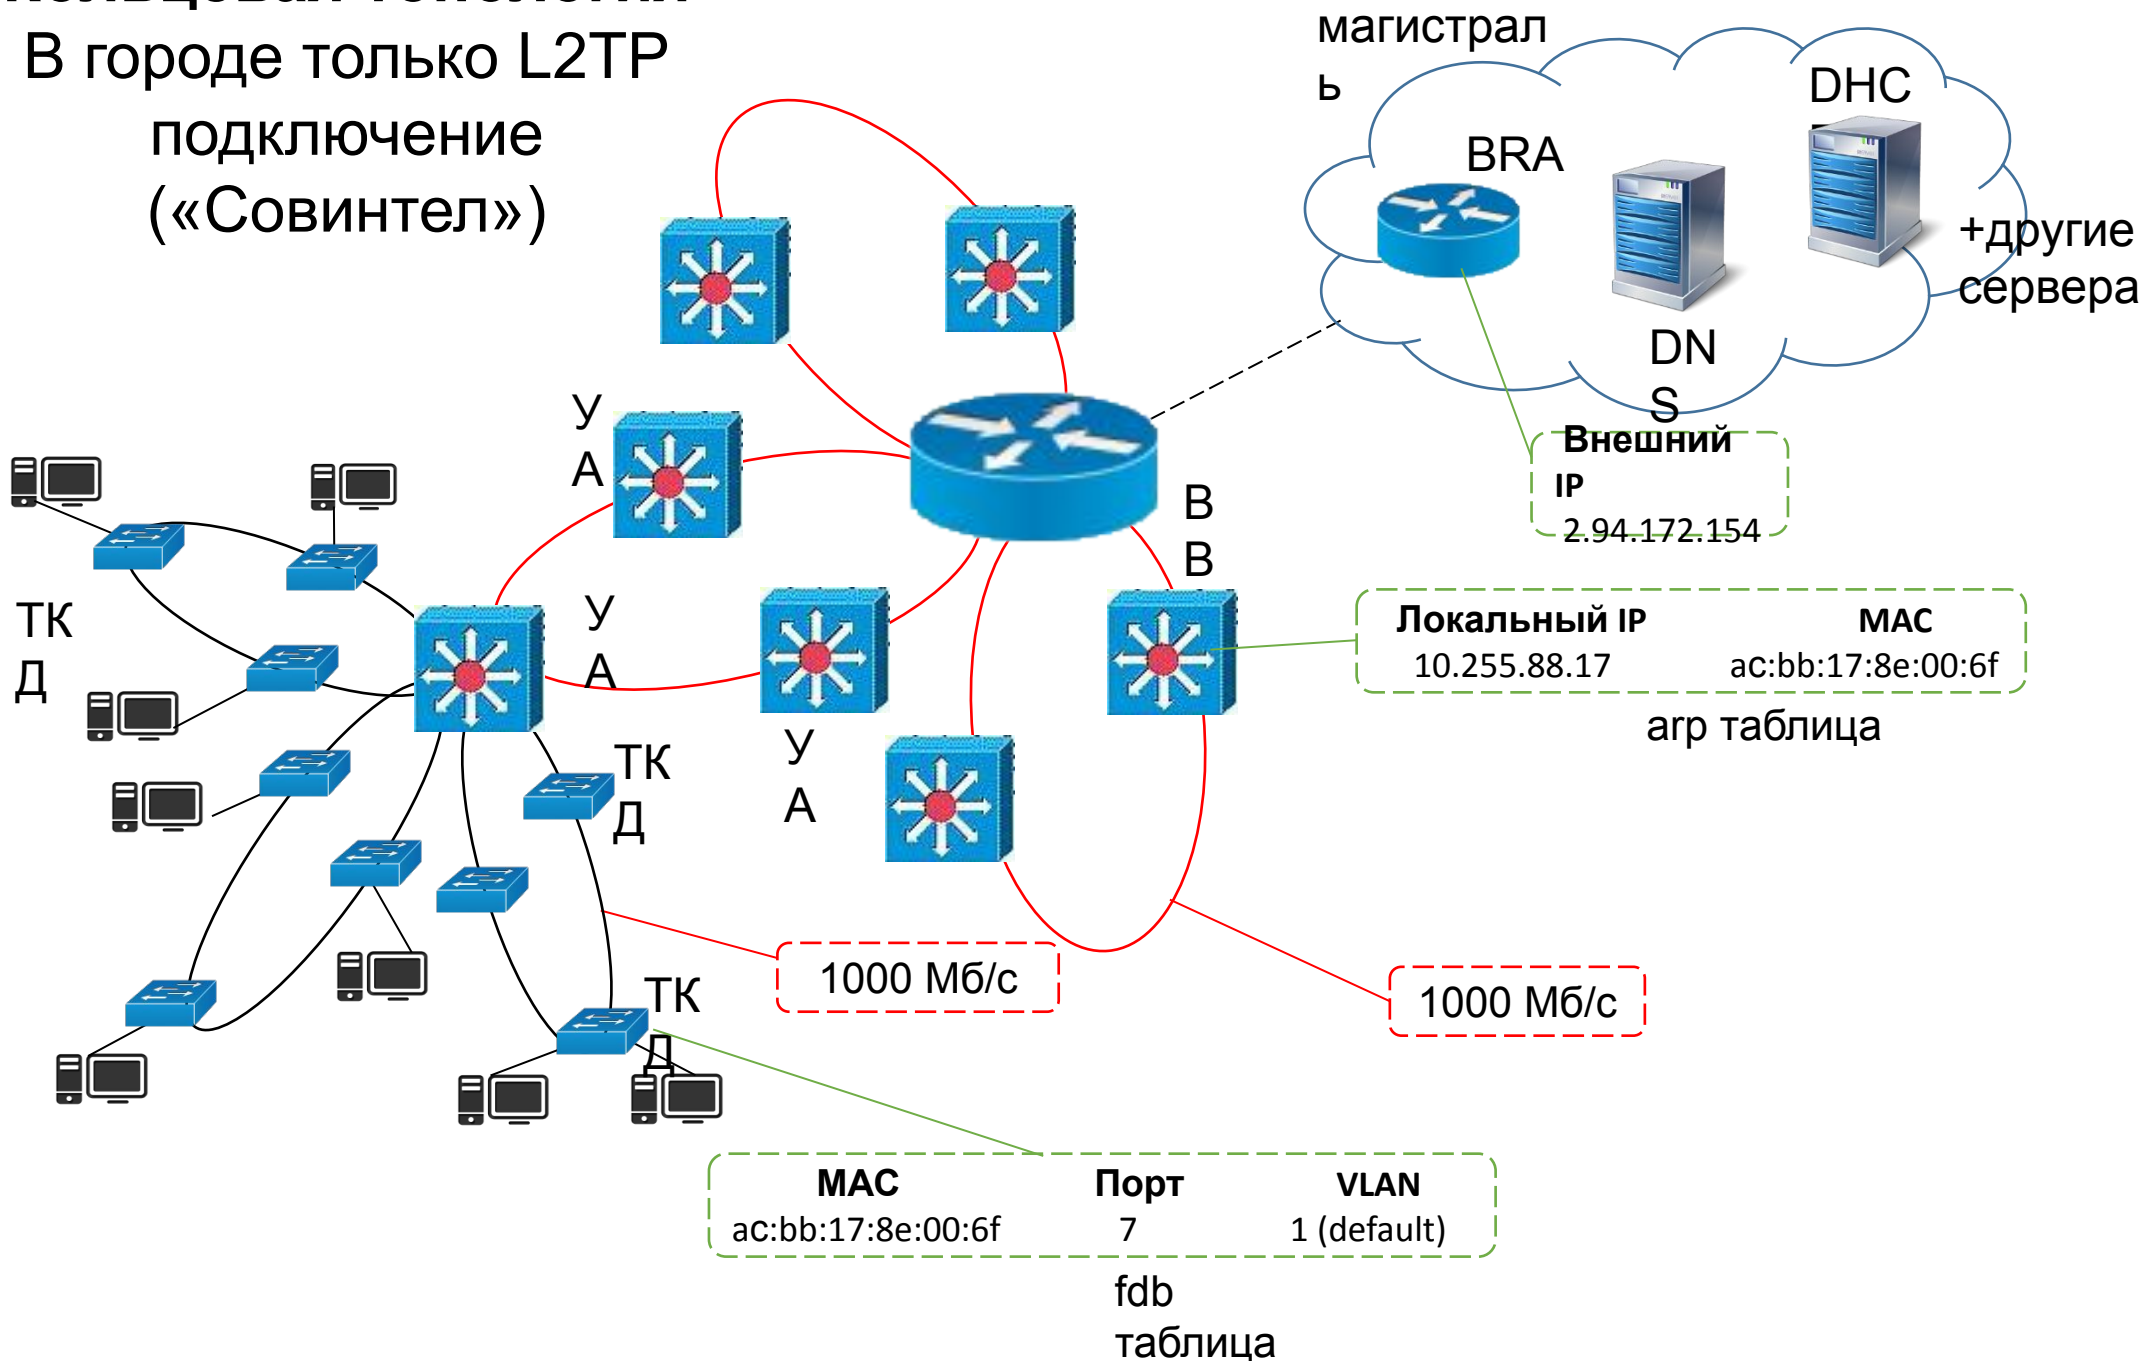 В городе только L2TP
подключение
(«Совинтел»)
магистрал
ь
DHC
BRA
+другие
сервера
DN
S
Внешний
IP
2.94.172.154
У
А
В
В
Локальный IP MAC
10.255.88.17 ac:bb:17:8e:00:6f
arp таблица
ТК
Д
У
А
У
А
ТК
Д
1000 Мб/с
1000 Мб/с
ТК
Д
MAC Порт VLAN
ac:bb:17:8e:00:6f 7 1 (default)
fdb
таблица